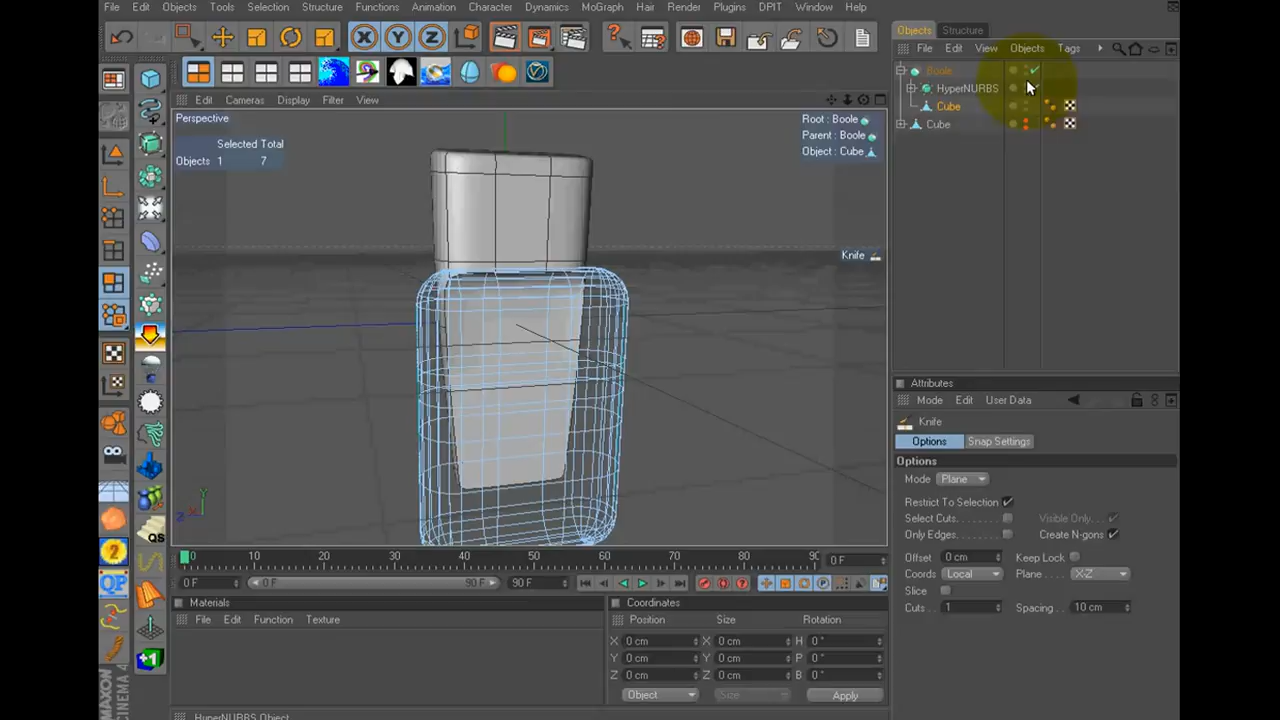 File Edit Objects Tools Selection Structure Functions Animation Character Dynamics MoGraph Hair Render Plugins DPIT Window Help
Objects Structure
File Edit View Objects Tags
Boole
HyperNURBS
Cube
Cube
Edit Cameras Display Filter View
Perspective
Selected Total
Objects 1 7
Root : Boole
Parent : Boole
Object : Cube
Knife
Attributes
Mode Edit User Data
Knife
Options Snap Settings
Options
Mode Plane
Restrict To Selection
Select Cuts Visible Only
Only Edges Create N-gons
Offset 0 cm Keep Lock
Coords Local Plane X-Z
Slice
Cuts 1 Spacing 10 cm
0 10 20 30 40 50 60 70 80 90 0 F
0 F 0 F 90 F 90 F
Materials
File Edit Function Texture
Coordinates
Position Size Rotation
X 0 cm X 0 cm H 0 °
Y 0 cm Y 0 cm P 0 °
Z 0 cm Z 0 cm B 0 °
Object Size Apply
HyperNURBS Object
MAXON
CINEMA 4
QS
QP
2
+1
X Y Z
Y
Z